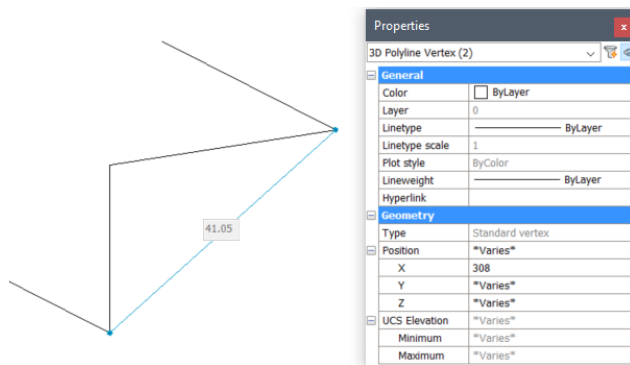 41.05
Properties
x
3D Polyline Vertex (2)
General
Color ByLayer
Layer 0
Linetype ByLayer
Linetype scale 1
Plot style ByColor
Lineweight ByLayer
Hyperlink
Geometry
Type Standard vertex
Position *Varies*
X 308
Y *Varies*
Z *Varies*
UCS Elevation *Varies*
Minimum *Varies*
Maximum *Varies*